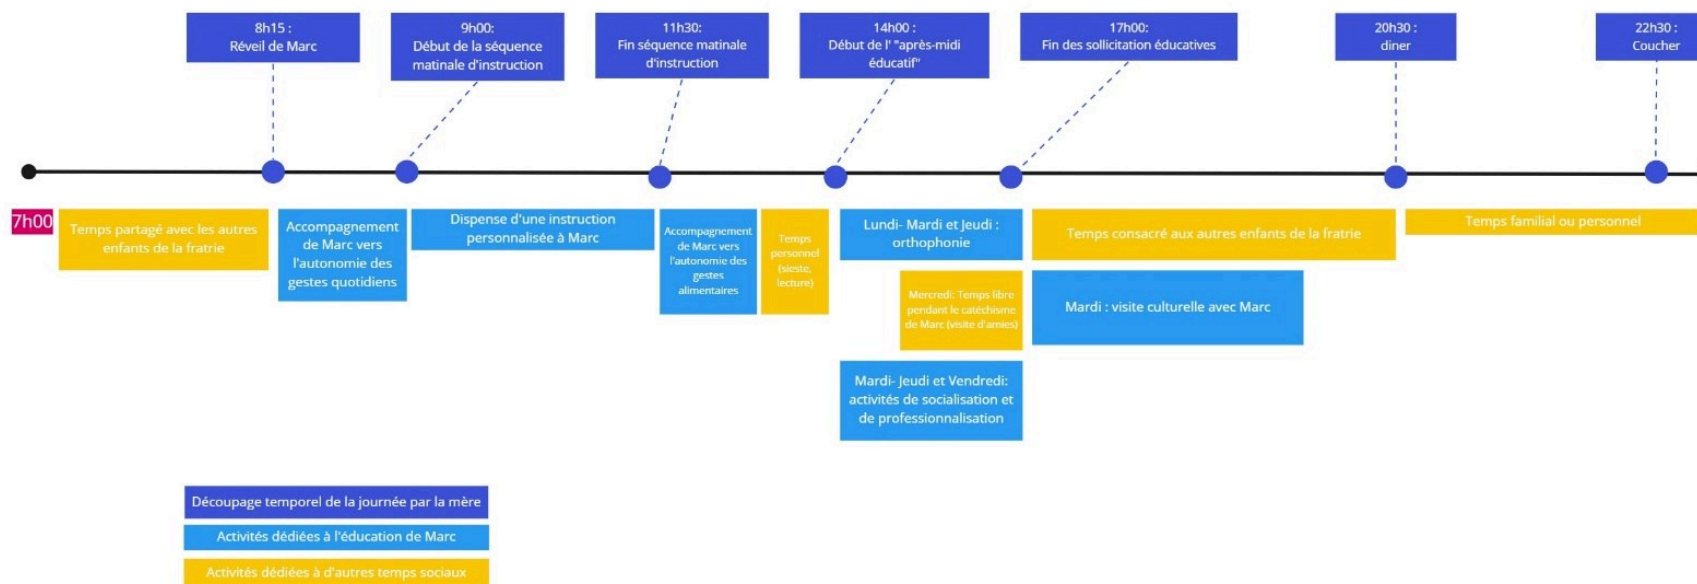 8h15 :
Réveil de Marc
9h00:
Début de la séquence
matinale d'instruction
11h30:
Fin séquence matinale
d'instruction
14h00 :
Début de l' "après-midi
éducatif"
17h00:
Fin des sollicitation éducatives
20h30 :
diner
22h30 :
Coucher
7h00
Temps partagé avec les autres
enfants de la fratrie
Accompagnement
de Marc vers
l'autonomie des
gestes quotidiens
Dispense d'une instruction
personnalisée à Marc
Accompagnement
de Marc vers
l'autonomie des
gestes
alimentaires
Temps
personnel
(sieste,
lecture)
Lundi- Mardi et Jeudi :
orthophonie
Mercredi: Temps libre
pendant le catéchisme
de Marc (visite d'amies)
Mardi- Jeudi et Vendredi:
activités de socialisation et
de professionnalisation
Temps consacré aux autres enfants de la fratrie
Mardi : visite culturelle avec Marc
Temps familial ou personnel
Découpage temporel de la journée par la mère
Activités dédiées à l'éducation de Marc
Activités dédiées à d'autres temps sociaux